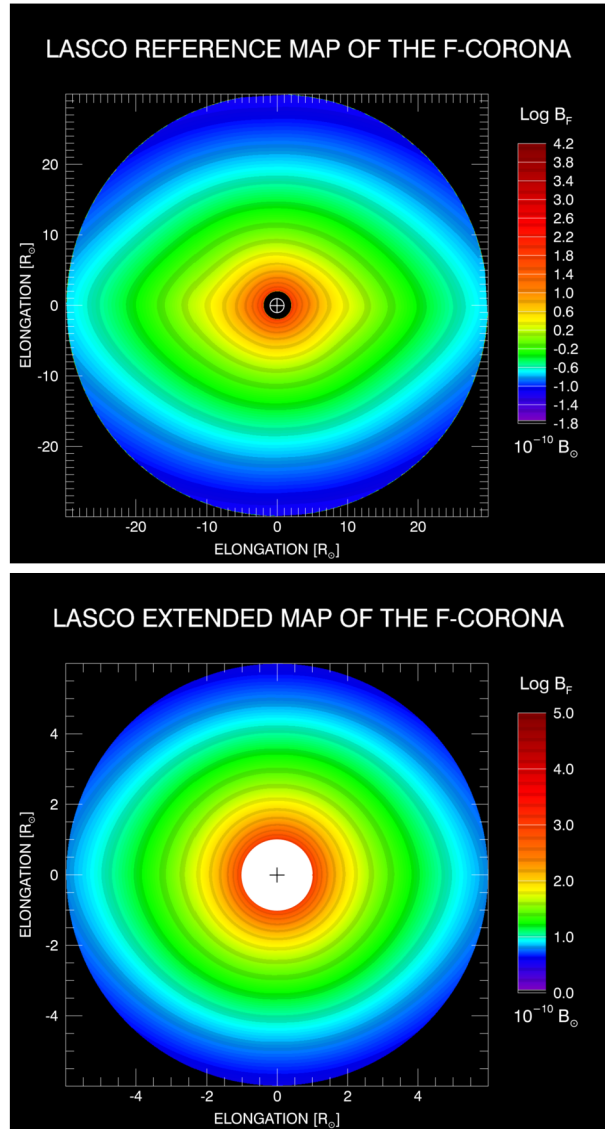 LASCO REFERENCE MAP OF THE F-CORONA
Log B_F
4.2
3.8
3.4
3.0
2.6
2.2
1.8
1.4
1.0
0.6
0.2
-0.2
-0.6
-1.0
-1.4
-1.8
10^-10 B_☉
ELONGATION [R_☉]
20
10
0
-10
-20
-20 -10 0 10 20
ELONGATION [R_☉]
LASCO EXTENDED MAP OF THE F-CORONA
Log B_F
5.0
4.0
3.0
2.0
1.0
0.0
10^-10 B_☉
ELONGATION [R_☉]
4
2
0
-2
-4
-4 -2 0 2 4
ELONGATION [R_☉]